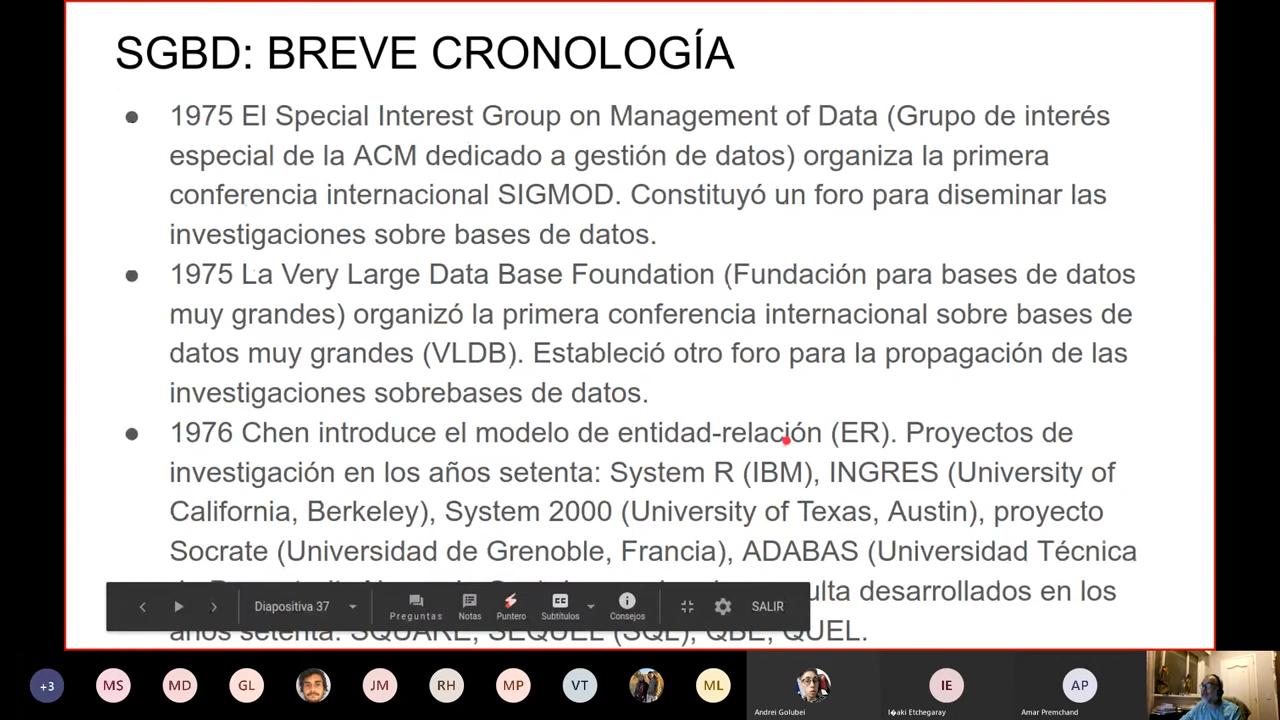 SGBD: BREVE CRONOLOGÍA
● 1975 El Special Interest Group on Management of Data (Grupo de interés
especial de la ACM dedicado a gestión de datos) organiza la primera
conferencia internacional SIGMOD. Constituyó un foro para diseminar las
investigaciones sobre bases de datos.
● 1975 La Very Large Data Base Foundation (Fundación para bases de datos
muy grandes) organizó la primera conferencia internacional sobre bases de
datos muy grandes (VLDB). Estableció otro foro para la propagación de las
investigaciones sobrebases de datos.
● 1976 Chen introduce el modelo de entidad-relación (ER). Proyectos de
investigación en los años setenta: System R (IBM), INGRES (University of
California, Berkeley), System 2000 (University of Texas, Austin), proyecto
Socrate (Universidad de Grenoble, Francia), ADABAS (Universidad Técnica
desarrollados en los
años setenta: SQUARE, SEQUEL (SQL), QBE, QUEL.
Diapositiva 37
Preguntas
Notas
Puntero
Subtítulos
Consejos
SALIR
+3
MS
MD
GL
JM
RH
MP
VT
ML
IE
AP
Andrei Golubei
Etchegaray
Amar Premchand